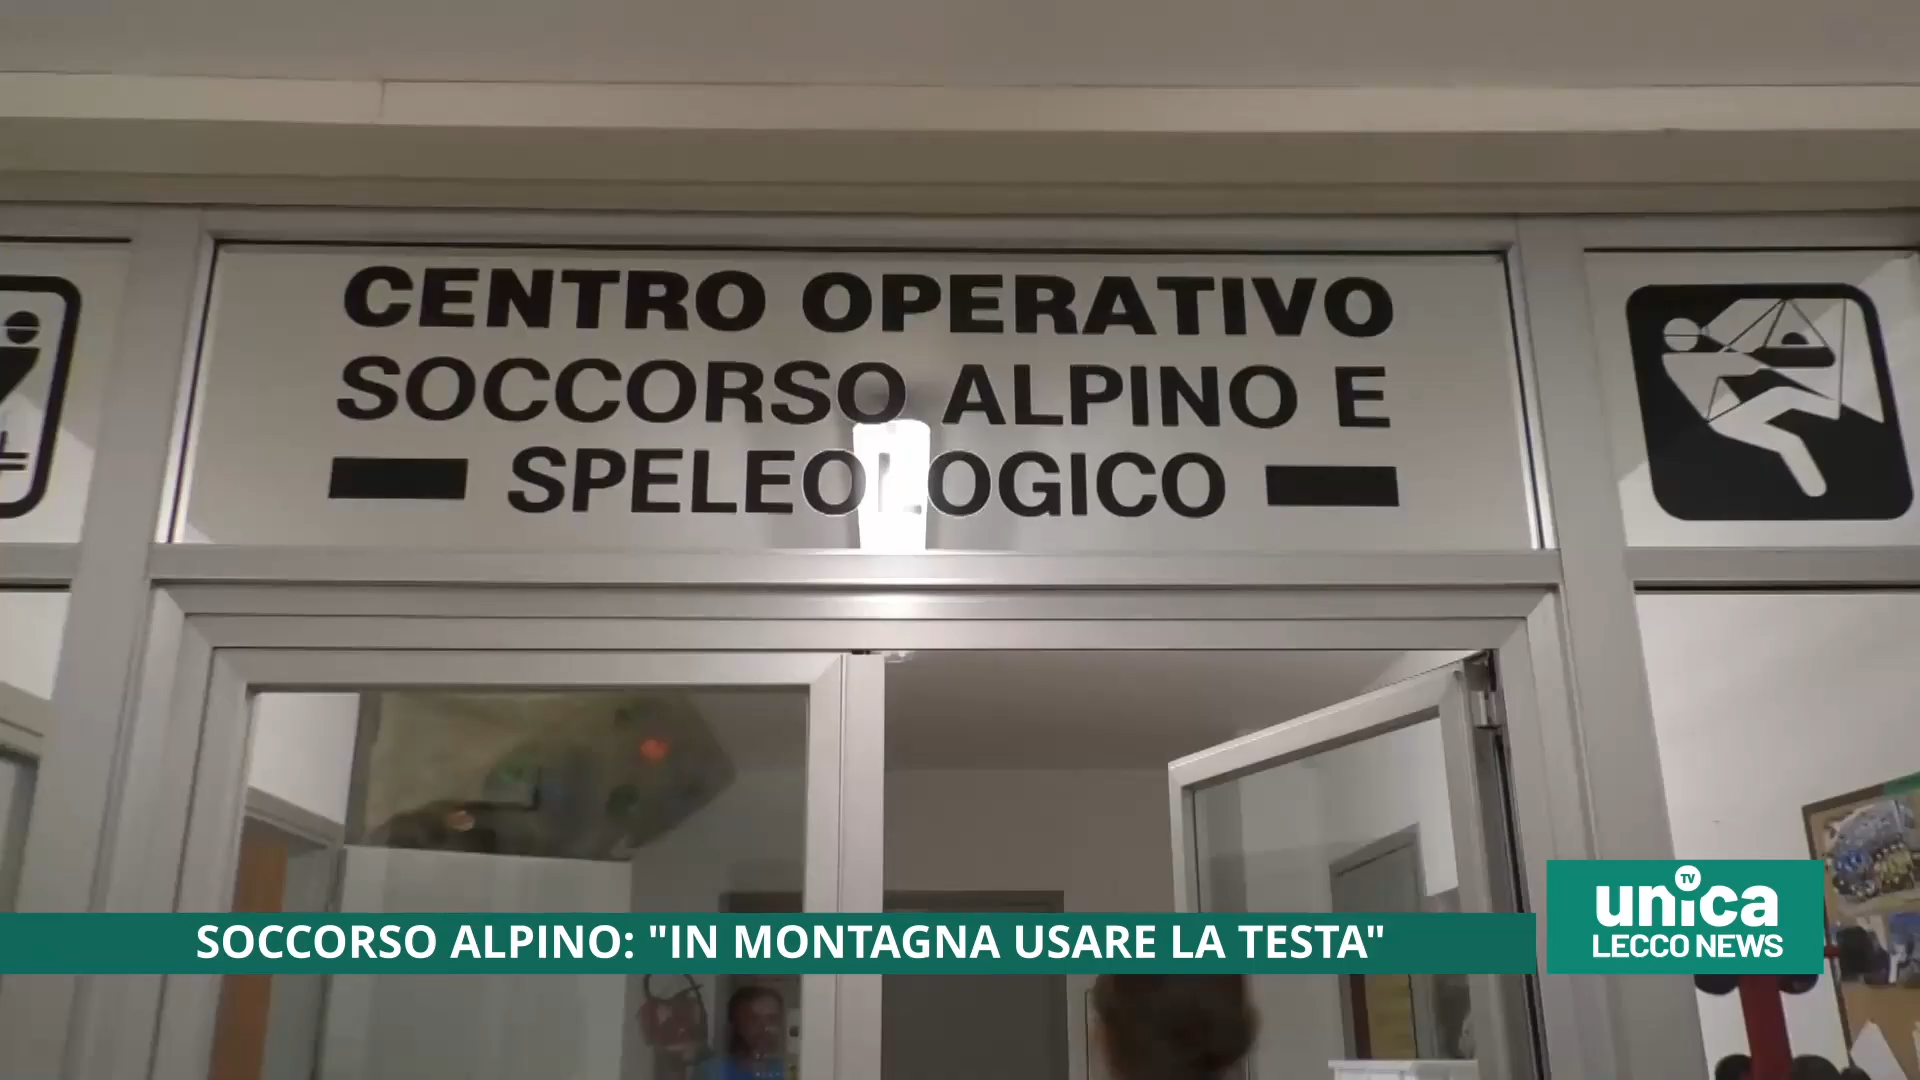 CENTRO OPERATIVO
SOCCORSO ALPINO E
SPELEOLOGICO
SOCCORSO ALPINO: "IN MONTAGNA USARE LA TESTA"
unica TV
LECCO NEWS